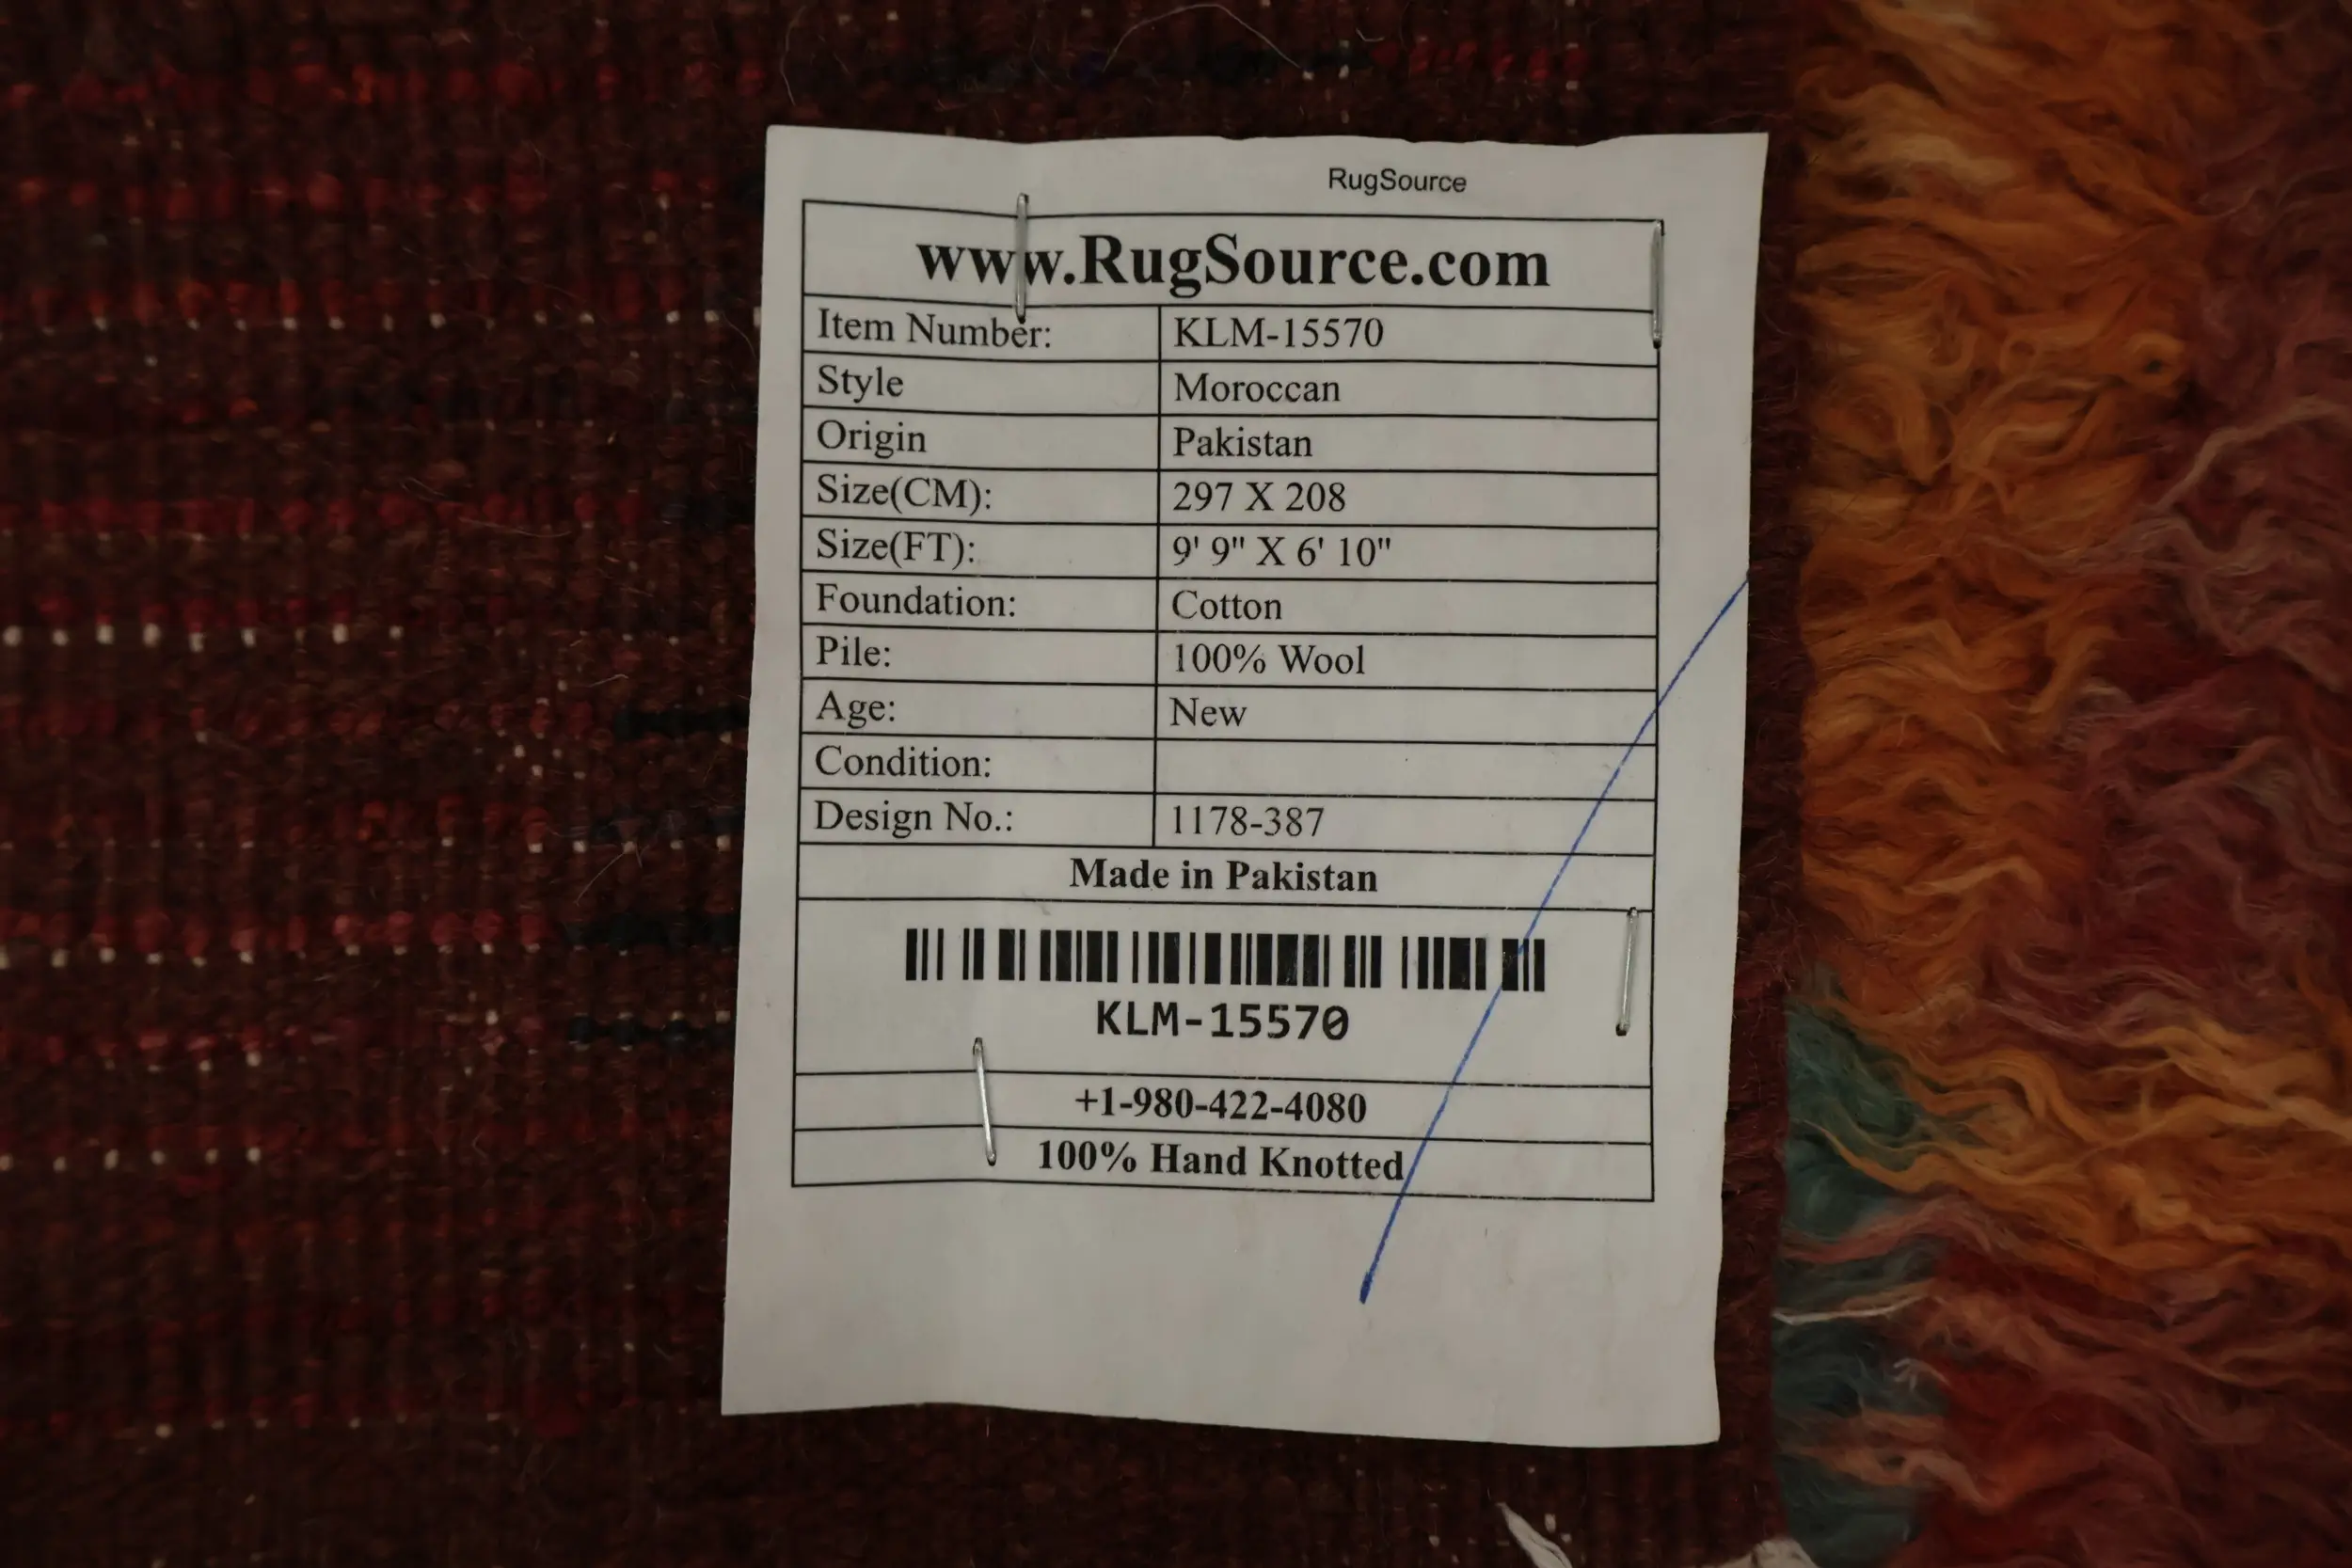 RugSource
www.RugSource.com
Item Number: KLM-15570
Style Moroccan
Origin Pakistan
Size(CM): 297 X 208
Size(FT): 9' 9" X 6' 10"
Foundation: Cotton
Pile: 100% Wool
Age: New
Condition:
Design No.: 1178-387
Made in Pakistan
KLM-15570
+1-980-422-4080
100% Hand Knotted